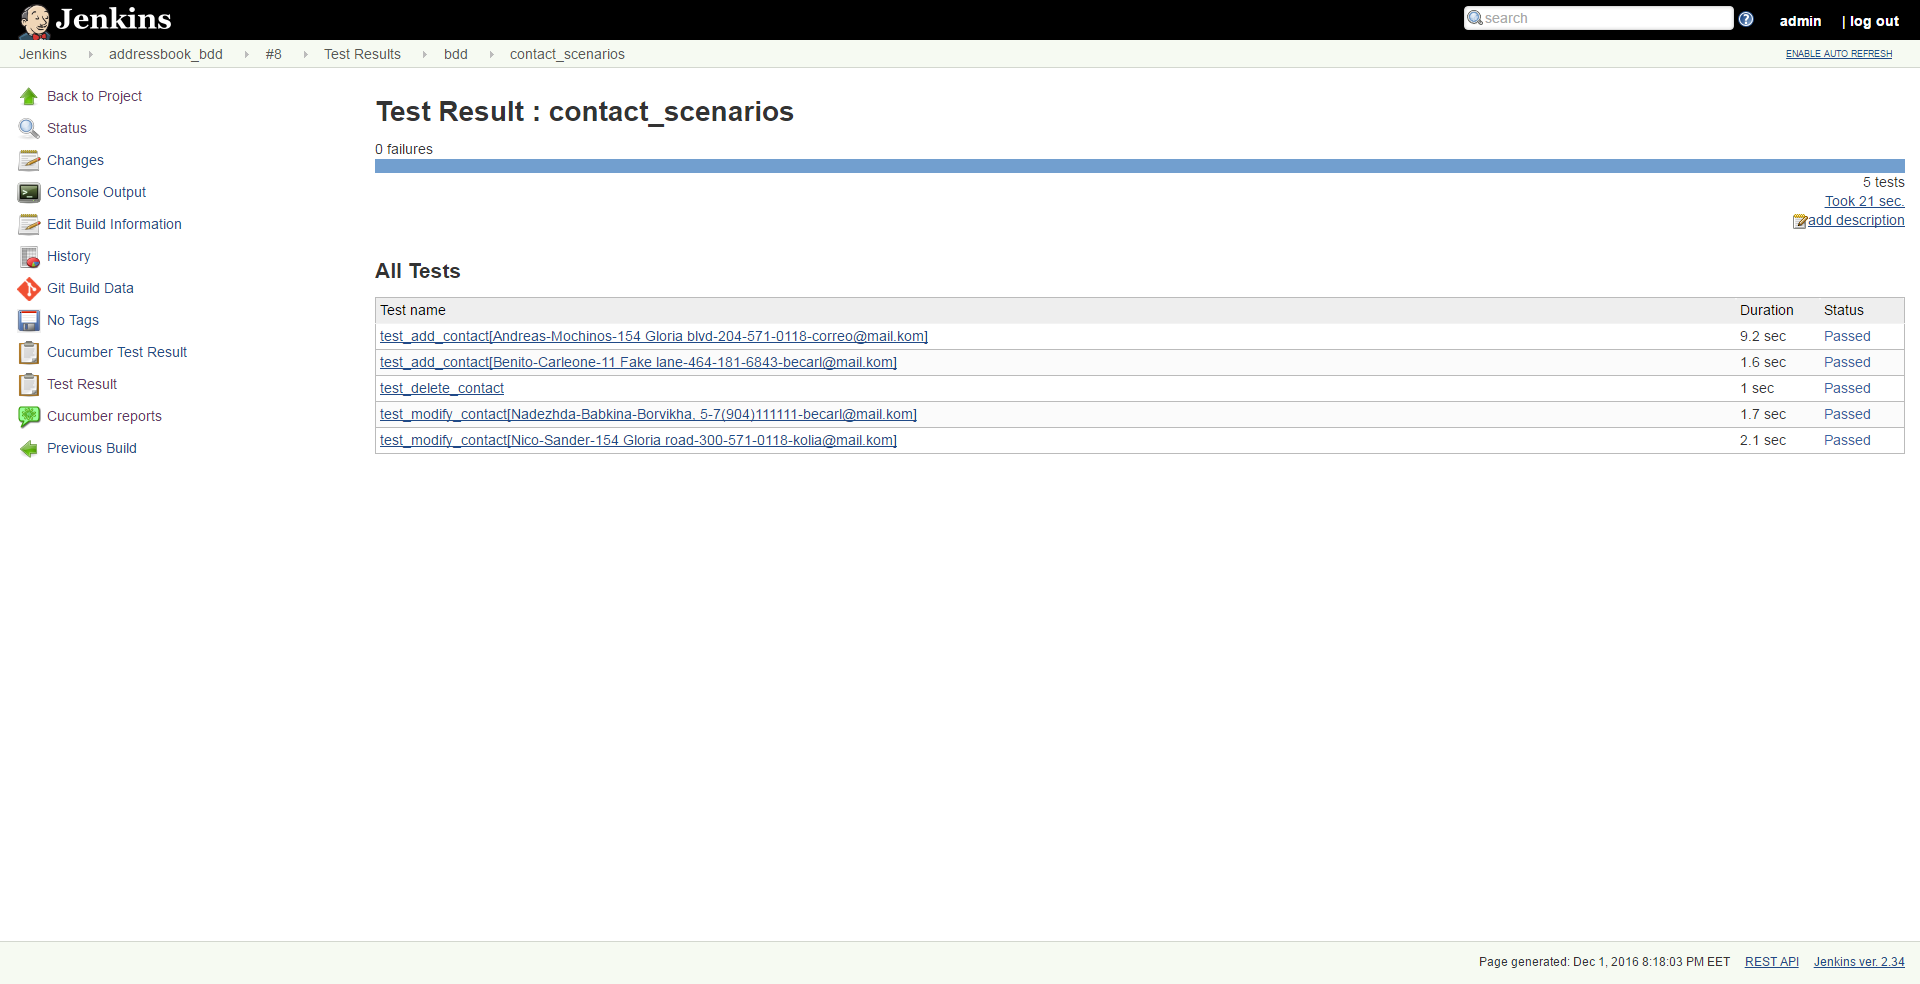 Jenkins
search
admin | log out
Jenkins addressbook_bdd #8 Test Results bdd contact_scenarios
ENABLE AUTO REFRESH
Back to Project
Status
Changes
Console Output
Edit Build Information
History
Git Build Data
No Tags
Cucumber Test Result
Test Result
Cucumber reports
Previous Build
Test Result : contact_scenarios
0 failures
5 tests
Took 21 sec.
add description
All Tests
Test name Duration Status
test_add_contact[Andreas-Mochinos-154 Gloria blvd-204-571-0118-correo@mail.kom] 9.2 sec Passed
test_add_contact[Benito-Carleone-11 Fake lane-464-181-6843-becarl@mail.kom] 1.6 sec Passed
test_delete_contact 1 sec Passed
test_modify_contact[Nadezhda-Babkina-Borvikha, 5-7(904)111111-becarl@mail.kom] 1.7 sec Passed
test_modify_contact[Nico-Sander-154 Gloria road-300-571-0118-kolia@mail.kom] 2.1 sec Passed
Page generated: Dec 1, 2016 8:18:03 PM EET REST API Jenkins ver. 2.34